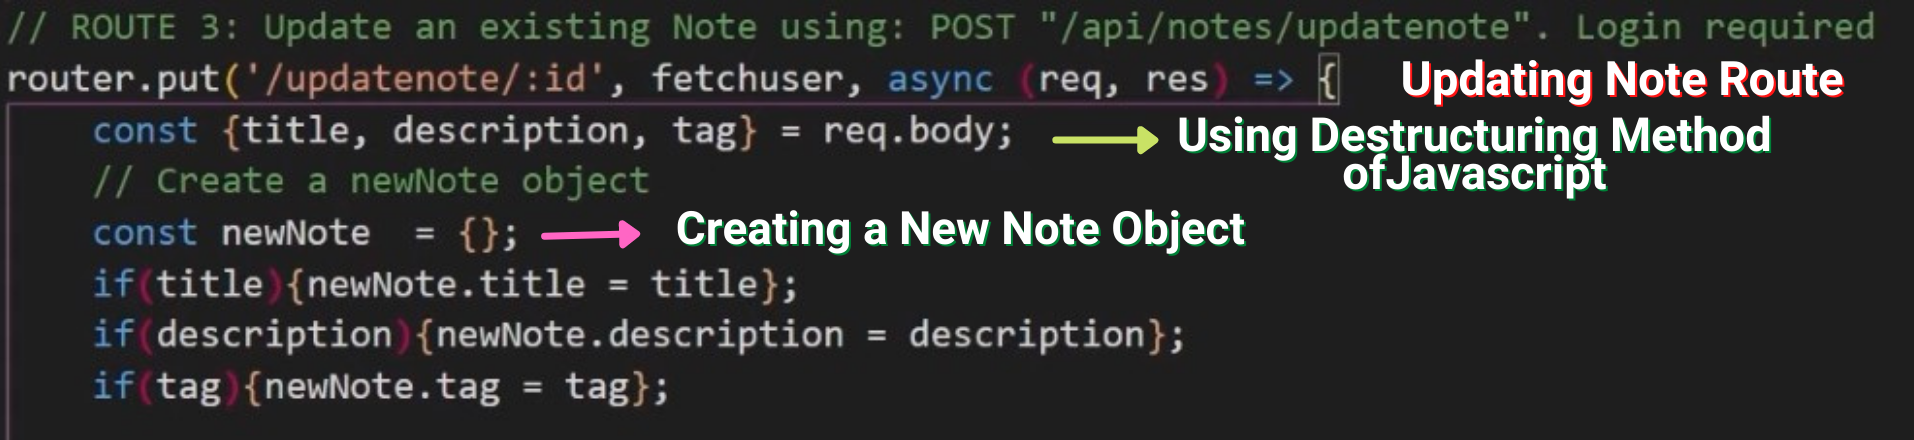 // ROUTE 3: Update an existing Note using: POST "/api/notes/updatenote". Login required
router.put('/updatenote/:id', fetchuser, async (req, res) => {
Updating Note Route
const {title, description, tag} = req.body;
Using Destructuring Method
ofJavascript
// Create a newNote object
const newNote  = {};
Creating a New Note Object
if(title){newNote.title = title};
if(description){newNote.description = description};
if(tag){newNote.tag = tag};